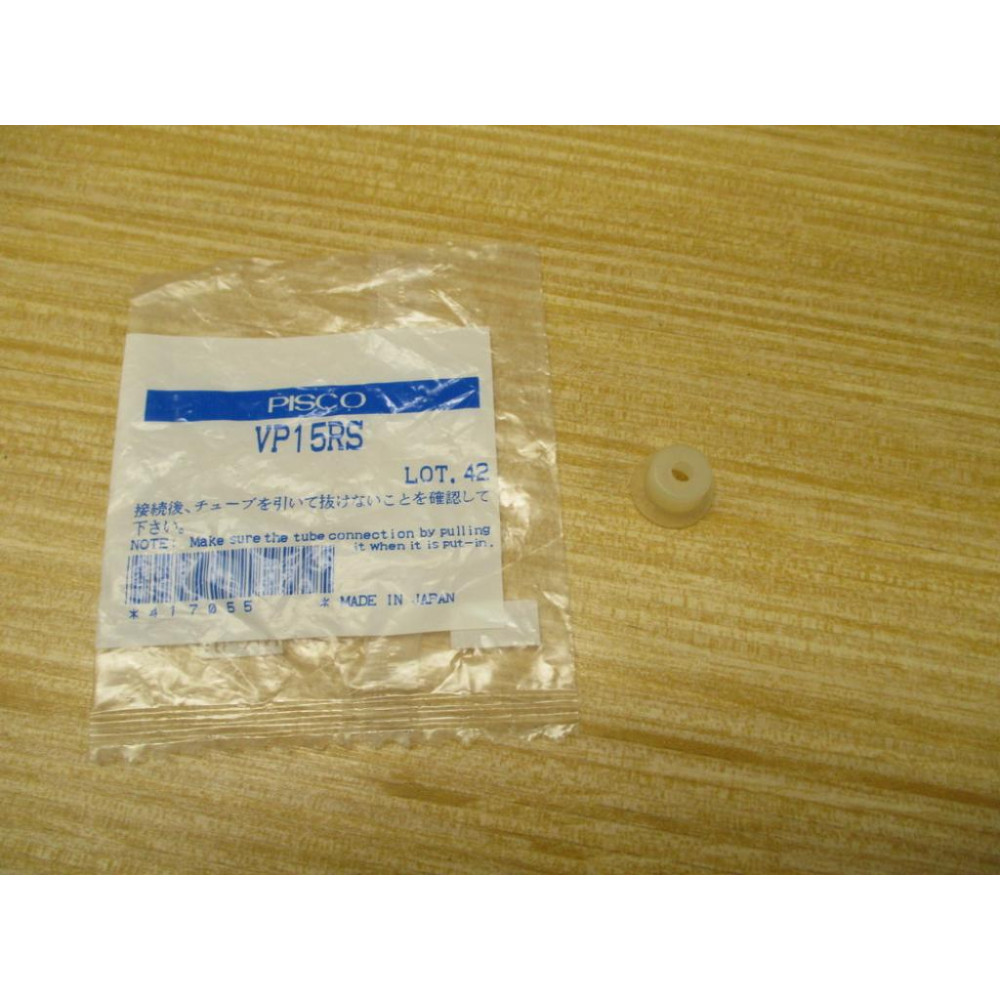 PISCO
VP15RS
LOT. 42
接続後、チューブを引いて抜けないことを確認して
下さい。
NOTE: Make sure the tube connection by pulling
it when it is put-in.
*417055 * MADE IN JAPAN